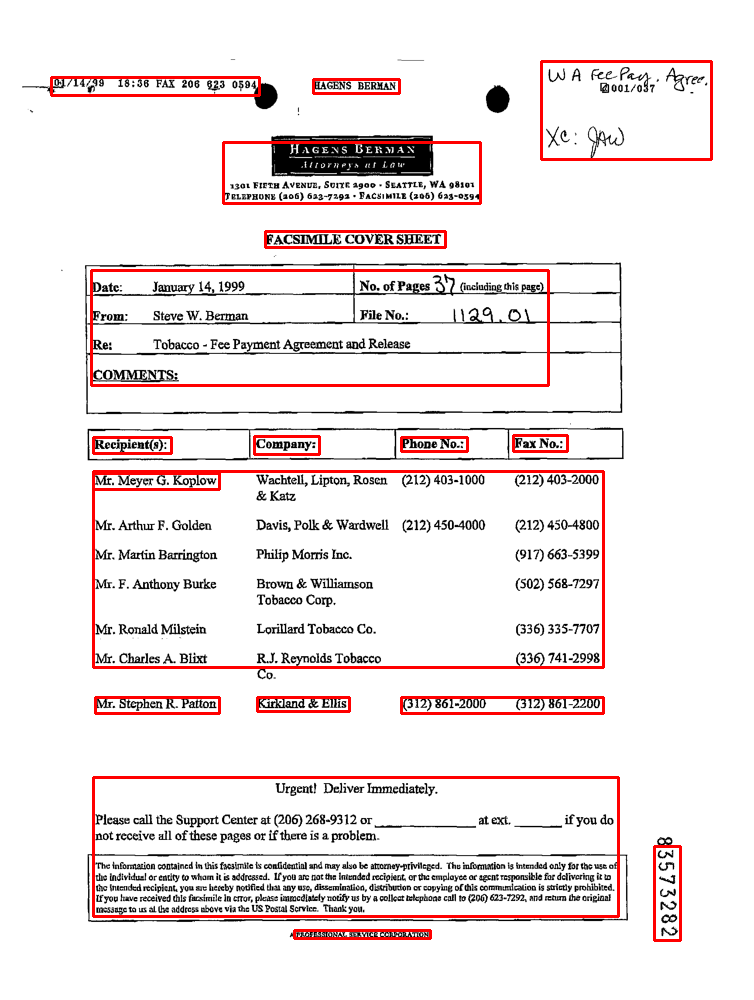 01/14/99 18:36 FAX 206 623 0594 HAGENS BERMAN
WA Fee Pay. Agree.
001/037
XC: JAW
HAGENS BERMAN
Attorneys at Law
1301 FIFTH AVENUE, SUITE 2900 · SEATTLE, WA 98101
TELEPHONE (206) 623-7292 · FACSIMILE (206) 623-0594
FACSIMILE COVER SHEET
Date: January 14, 1999 No. of Pages 37 (including this page)
From: Steve W. Berman File No.: 1129.01
Re: Tobacco - Fee Payment Agreement and Release
COMMENTS:
Recipient(s): Company: Phone No.: Fax No.:
Mr. Meyer G. Koplow Wachtell, Lipton, Rosen (212) 403-1000 (212) 403-2000
& Katz
Mr. Arthur F. Golden Davis, Polk & Wardwell (212) 450-4000 (212) 450-4800
Mr. Martin Barrington Philip Morris Inc. (917) 663-5399
Mr. F. Anthony Burke Brown & Williamson (502) 568-7297
Tobacco Corp.
Mr. Ronald Milstein Lorillard Tobacco Co. (336) 335-7707
Mr. Charles A. Blixt R.J. Reynolds Tobacco (336) 741-2998
Co.
Mr. Stephen R. Patton Kirkland & Ellis (312) 861-2000 (312) 861-2200
Urgent! Deliver Immediately.
Please call the Support Center at (206) 268-9312 or ____________ at ext. _______ if you do
not receive all of these pages or if there is a problem.
The information contained in this facsimile is confidential and may also be attorney-privileged. The information is intended only for the use of
the individual or entity to whom it is addressed. If you are not the intended recipient, or the employee or agent responsible for delivering it to
the intended recipient, you are hereby notified that any use, dissemination, distribution or copying of this communication is strictly prohibited.
If you have received this facsimile in error, please immediately notify us by a collect telephone call to (206) 623-7292, and return the original
message to us at the address above via the US Postal Service. Thank you.
A PROFESSIONAL SERVICE CORPORATION
83573282